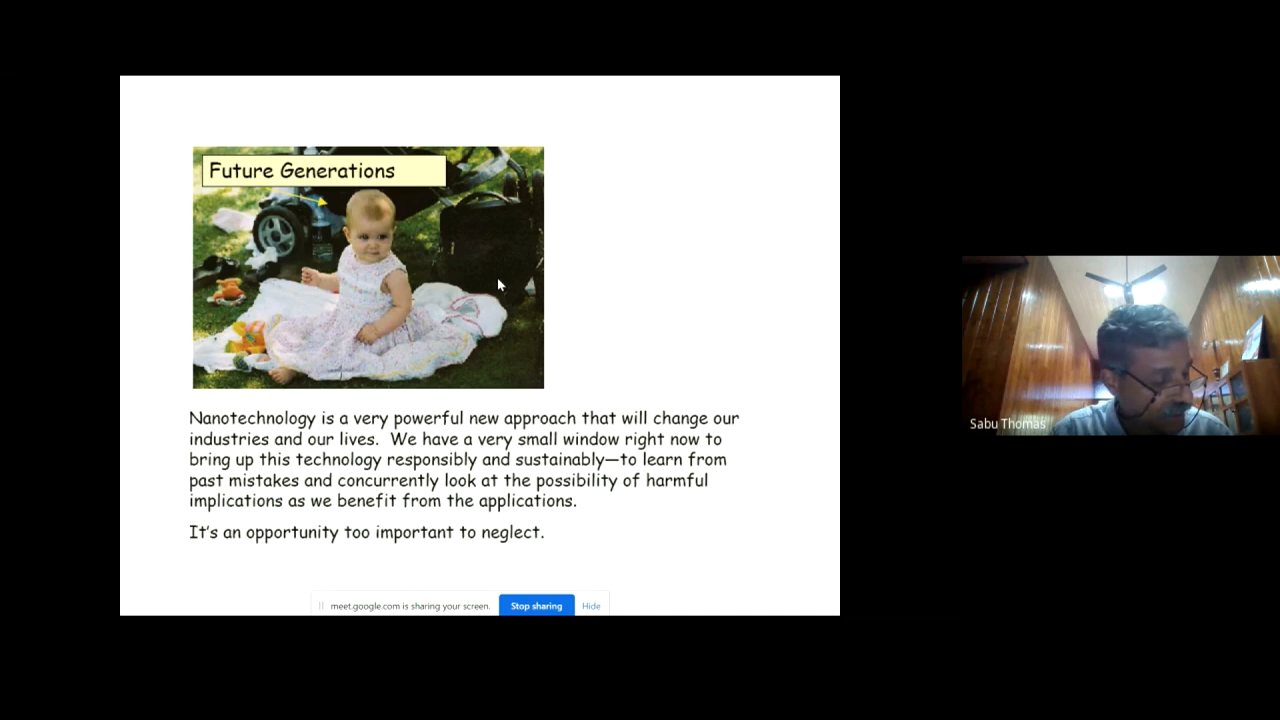 Future Generations
Nanotechnology is a very powerful new approach that will change our
industries and our lives.  We have a very small window right now to
bring up this technology responsibly and sustainably—to learn from
past mistakes and concurrently look at the possibility of harmful
implications as we benefit from the applications.
It's an opportunity too important to neglect.
meet.google.com is sharing your screen.
Stop sharing
Hide
Sabu Thomas